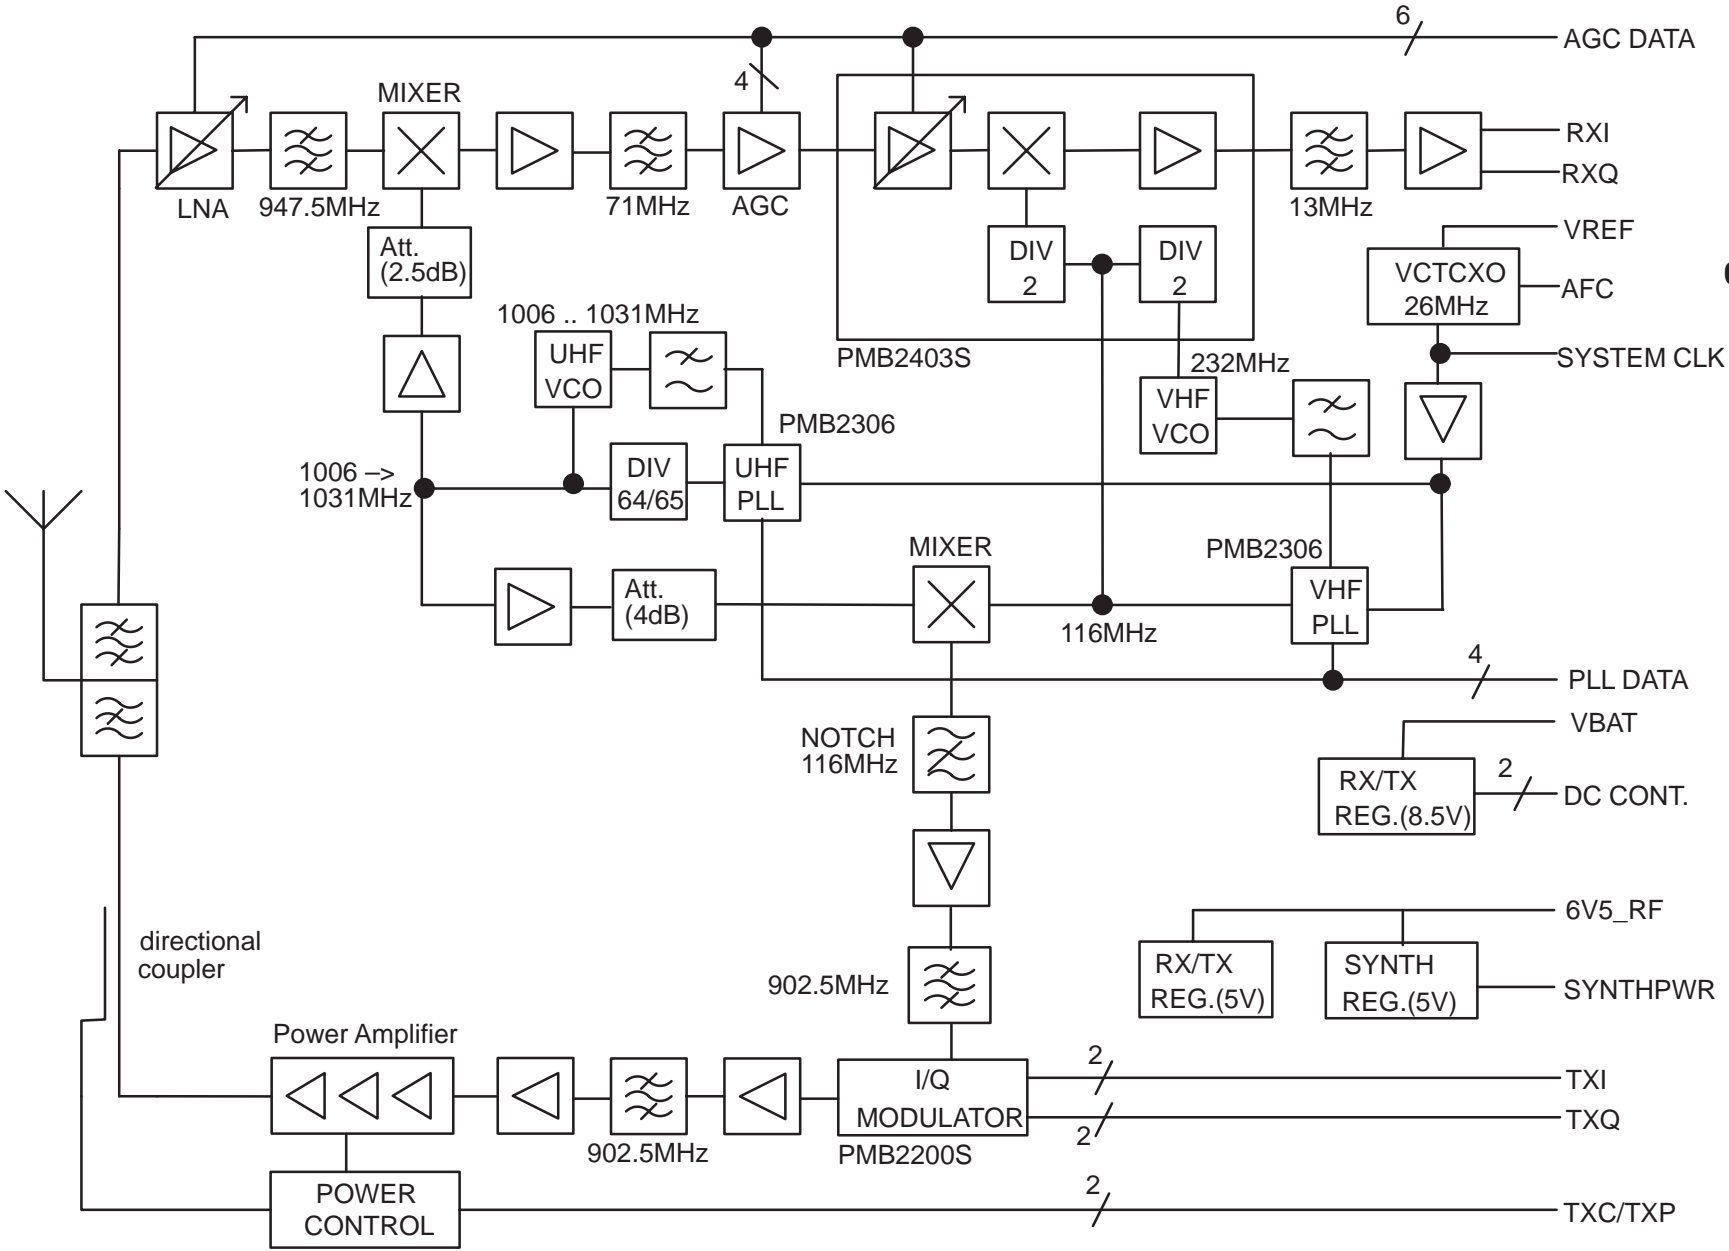 6
AGC DATA
4
MIXER
RXI
RXQ
LNA
947.5MHz
71MHz
AGC
13MHz
Att.
(2.5dB)
DIV
2
DIV
2
VREF
VCTCXO
26MHz
AFC
1006 .. 1031MHz
UHF
VCO
PMB2403S
232MHz
SYSTEM CLK
VHF
VCO
PMB2306
1006 –>
1031MHz
DIV
64/65
UHF
PLL
MIXER
PMB2306
Att.
(4dB)
VHF
PLL
116MHz
4
PLL DATA
NOTCH
116MHz
VBAT
RX/TX
REG.(8.5V)
2
DC CONT.
6V5_RF
directional
coupler
902.5MHz
RX/TX
REG.(5V)
SYNTH
REG.(5V)
SYNTHPWR
Power Amplifier
I/Q
MODULATOR
2
TXI
2
TXQ
902.5MHz
PMB2200S
POWER
CONTROL
2
TXC/TXP